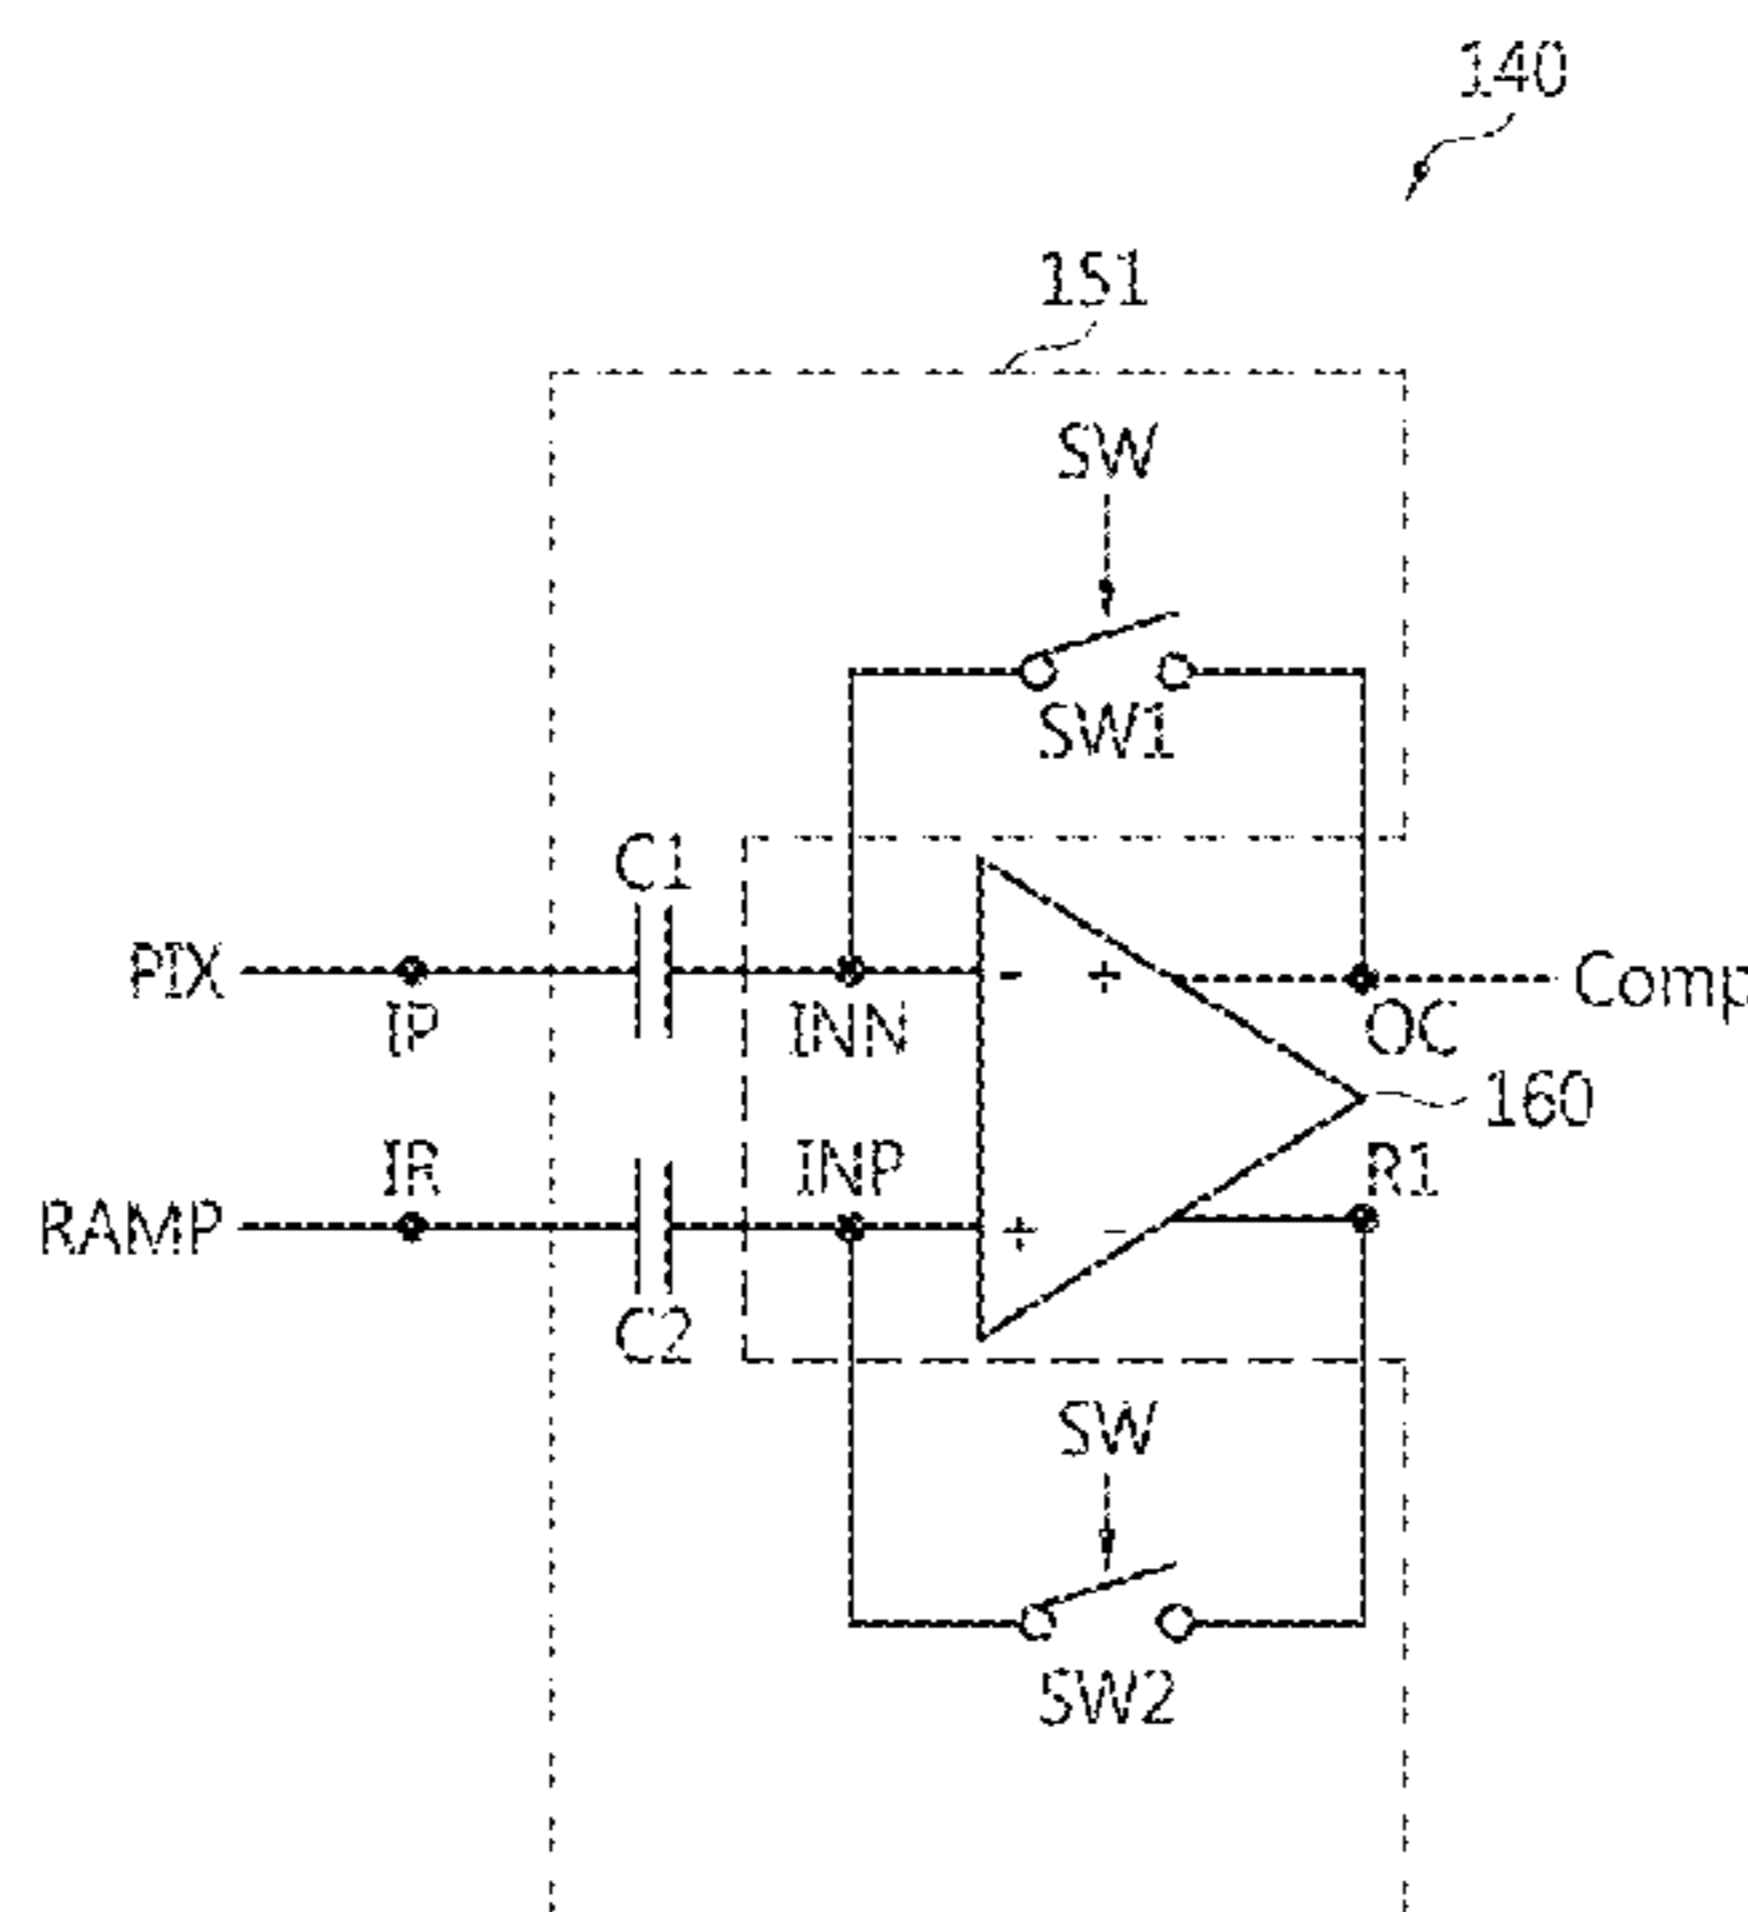 140
151
SW
SW1
C1
PIX
IP
INN
- +
OC
Comp
160
IR
INP
R1
RAMP
+ -
C2
SW
SW2